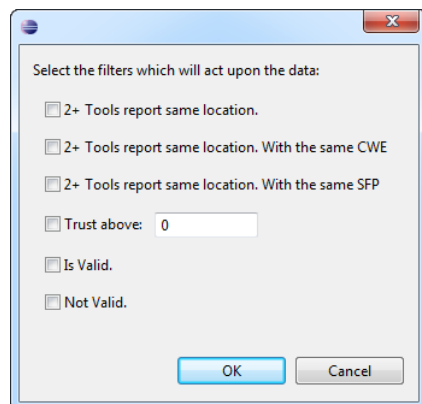 Select the filters which will act upon the data:
2+ Tools report same location.
2+ Tools report same location. With the same CWE
2+ Tools report same location. With the same SFP
Trust above: 0
Is Valid.
Not Valid.
OK Cancel